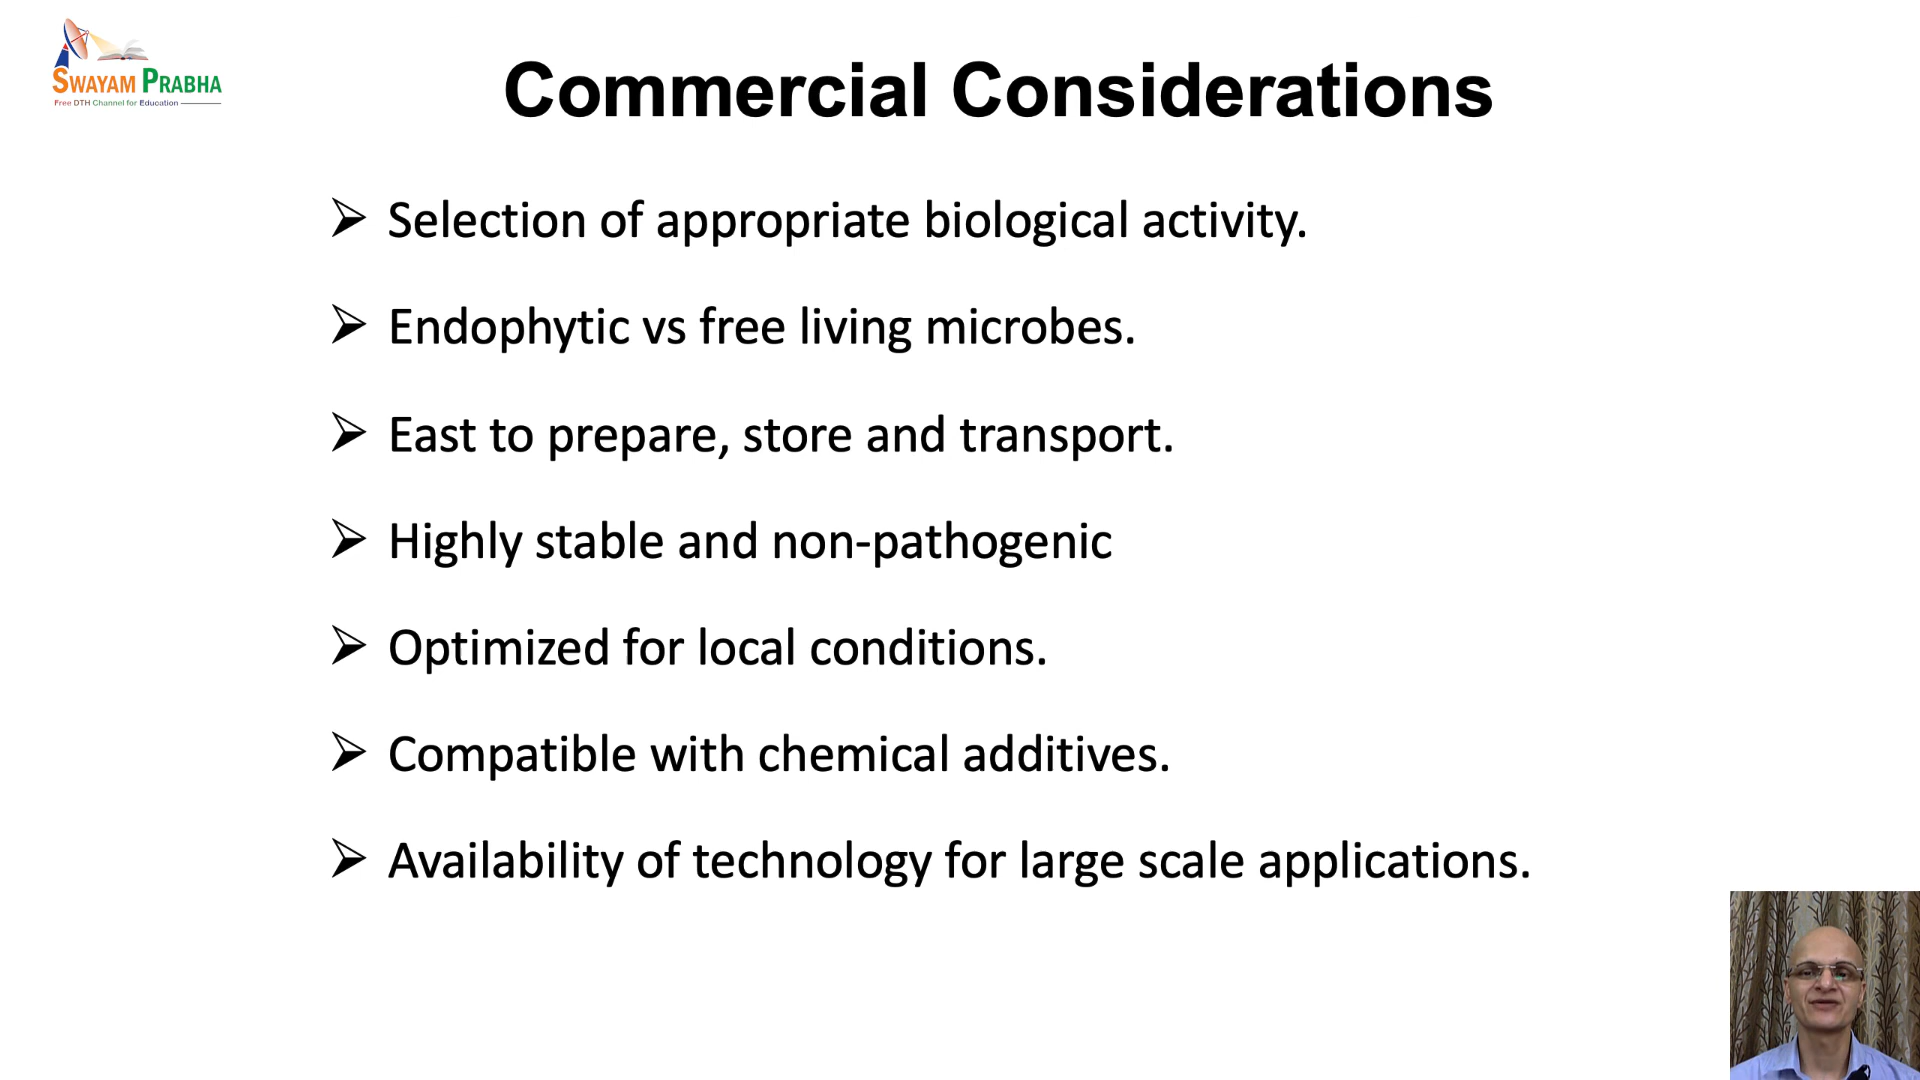 SWAYAM PRABHA
Free DTH Channel for Education
Commercial Considerations
Selection of appropriate biological activity.
Endophytic vs free living microbes.
East to prepare, store and transport.
Highly stable and non-pathogenic
Optimized for local conditions.
Compatible with chemical additives.
Availability of technology for large scale applications.